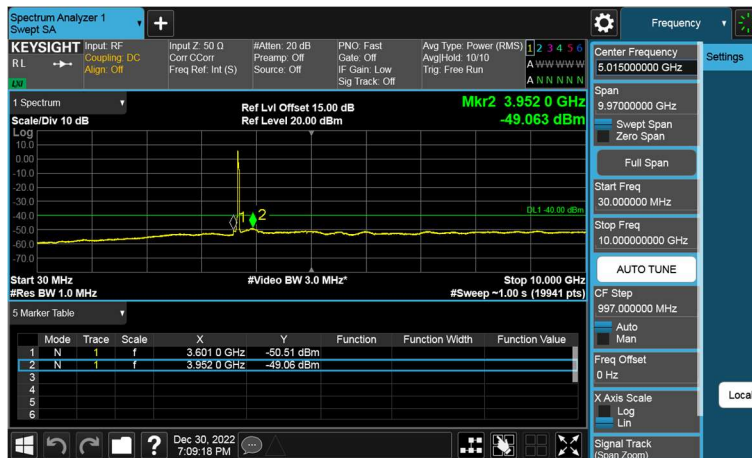 Spectrum Analyzer 1
Swept SA
Frequency
KEYSIGHT
RL
LXI
Input: RF
Coupling: DC
Align: Off
Input Z: 50 Ω
Corr CCorr
Freq Ref: Int (S)
#Atten: 20 dB
Preamp: Off
Source: Off
PNO: Fast
Gate: Off
IF Gain: Low
Sig Track: Off
Avg Type: Power (RMS)
Avg|Hold: 10/10
Trig: Free Run
1 2 3 4 5 6
A W W W W W
A N N N N N
1 Spectrum
Scale/Div 10 dB
Ref Lvl Offset 15.00 dB
Ref Level 20.00 dBm
Mkr2 3.952 0 GHz
-49.063 dBm
Log
10.0
0.00
-10.0
-20.0
-30.0
-40.0
-50.0
-60.0
-70.0
DL1 -40.00 dBm
1
2
Start 30 MHz
#Res BW 1.0 MHz
#Video BW 3.0 MHz*
Stop 10.000 GHz
#Sweep ~1.00 s (19941 pts)
5 Marker Table
Mode Trace Scale X Y Function Function Width Function Value
1 N 1 f 3.601 0 GHz -50.51 dBm
2 N 1 f 3.952 0 GHz -49.06 dBm
3
4
5
6
Dec 30, 2022
7:09:18 PM
Center Frequency
5.015000000 GHz
Settings
Span
9.97000000 GHz
Swept Span
Zero Span
Full Span
Start Freq
30.000000 MHz
Stop Freq
10.000000000 GHz
AUTO TUNE
CF Step
997.000000 MHz
Auto
Man
Freq Offset
0 Hz
X Axis Scale
Log
Lin
Local
Signal Track
(Span Zoom)